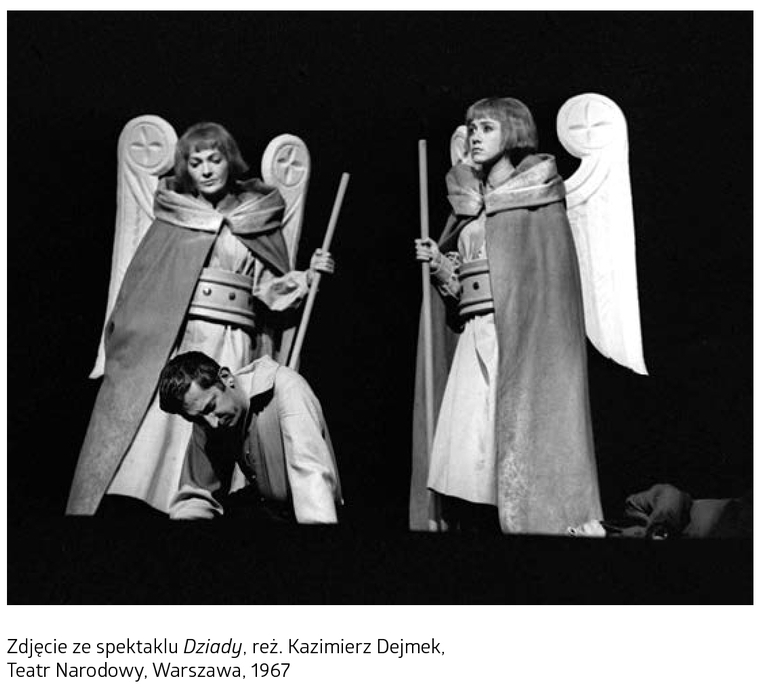 Zdjęcie ze spektaklu Dziady, reż. Kazimierz Dejmek,
Teatr Narodowy, Warszawa, 1967